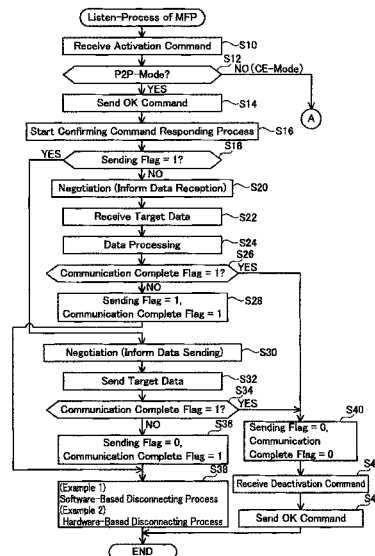 Listen-Process of MFP
Receive Activation Command
S10
P2P-Mode?
S12
NO(CE-Mode)
YES
A
Send OK Command
S14
Start Confirming Command Responding Process
S16
YES
Sending Flag = 1?
S18
NO
Negotiation (Inform Data Reception)
S20
Receive Target Data
S22
Data Processing
S24
Communication Complete Flag = 1?
S26
YES
NO
Sending Flag = 1,
Communication Complete Flag = 1
S28
Negotiation (Inform Data Sending)
S30
Send Target Data
S32
Communication Complete Flag = 1?
S34
YES
NO
Sending Flag = 0,
Communication Complete Flag = 1
S36
Sending Flag = 0,
Communication
Complete Flag = 0
S40
(Example 1)
Software-Based Disconnecting Process
(Example 2)
Hardware-Based Disconnecting Process
S38
Receive Deactivation Command
Send OK Command
END